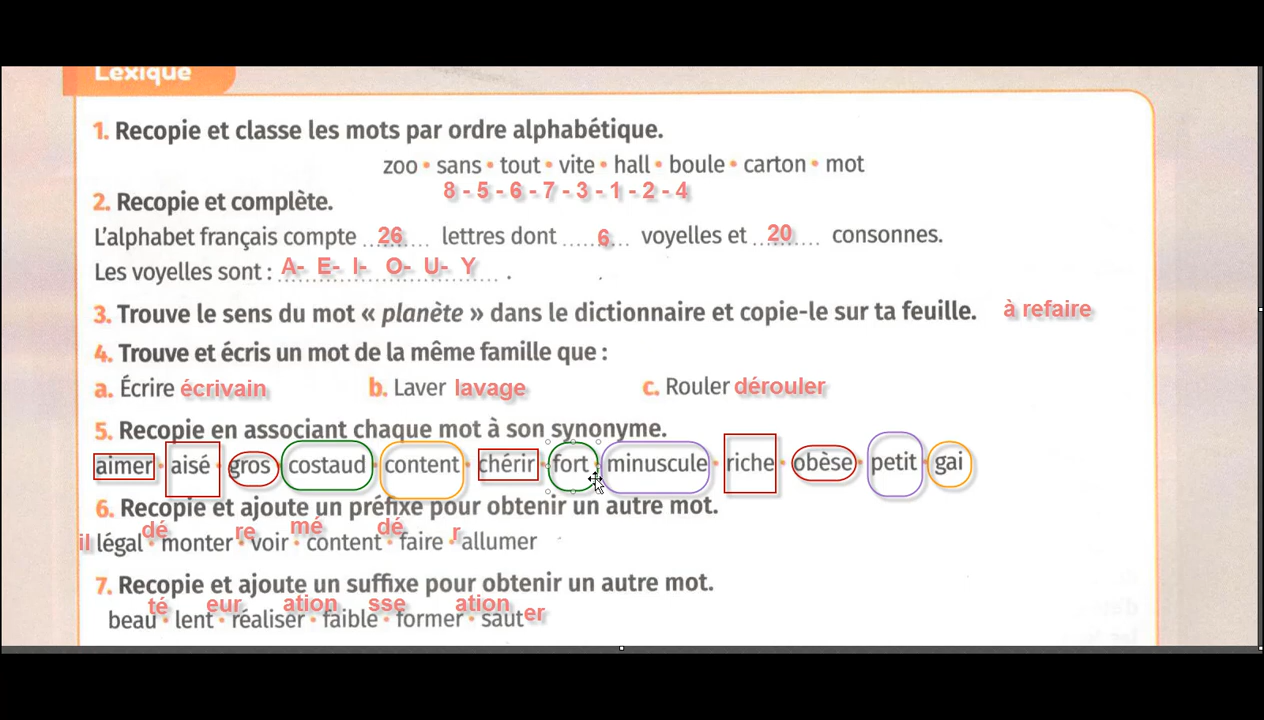 Lexique
1. Recopie et classe les mots par ordre alphabétique.
zoo • sans • tout • vite • hall • boule • carton • mot
8 - 5 - 6 - 7 - 3 - 1 - 2 - 4
2. Recopie et complète.
L'alphabet français compte ...26... lettres dont ...6... voyelles et ...20... consonnes.
Les voyelles sont : A- E- I- O- U- Y .
3. Trouve le sens du mot « planète » dans le dictionnaire et copie-le sur ta feuille. à refaire
4. Trouve et écris un mot de la même famille que :
a. Écrire écrivain b. Laver lavage c. Rouler dérouler
5. Recopie en associant chaque mot à son synonyme.
aimer • aisé • gros • costaud • content • chérir • fort • minuscule • riche • obèse • petit • gai
6. Recopie et ajoute un préfixe pour obtenir un autre mot.
dé re mé dé r
il légal • monter • voir • content • faire • allumer
7. Recopie et ajoute un suffixe pour obtenir un autre mot.
té eur ation sse ation
beau • lent • réaliser • faible • former • sauter